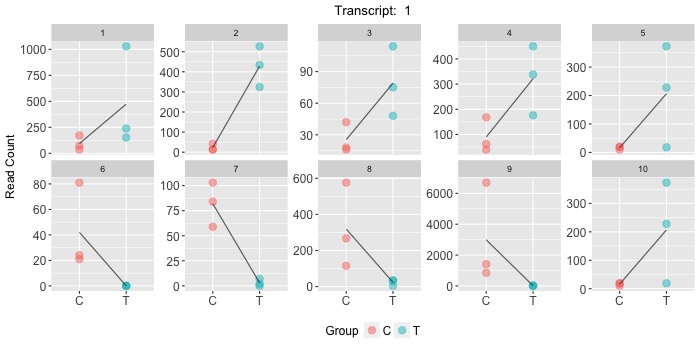 Transcript: 1
1 2 3 4 5
1000 750 500 250 0
500 400 300 200 100 0
90 60 30
400 300 200 100
300 200 100 0
Read Count
6 7 8 9 10
80 60 40 20 0
100 75 50 25 0
600 400 200 0
6000 4000 2000 0
300 200 100 0
C T C T C T C T C T
Group C T